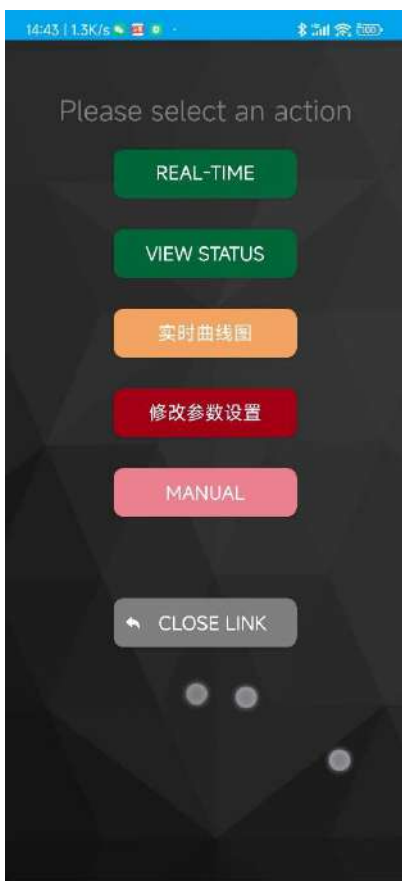 14:43 | 1.3K/s
100
Please select an action
REAL-TIME
VIEW STATUS
实时曲线图
修改参数设置
MANUAL
CLOSE LINK